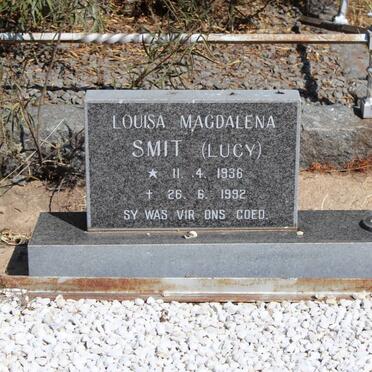 LOUISA MAGDALENA
SMIT (LUCY)
* 11. 4. 1936
+ 26. 6. 1992
SY WAS VIR ONS GOED.